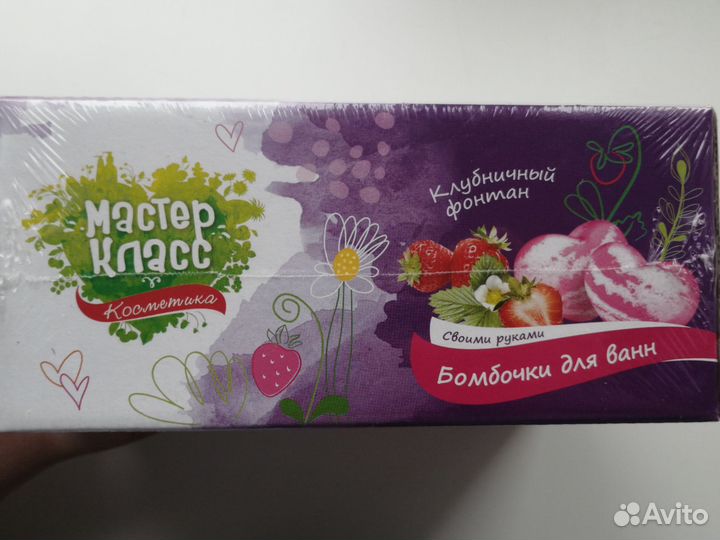 Мастер
Класс
Косметика
Клубничный
фонтан
Своими руками
Бомбочки для ванн
Avito